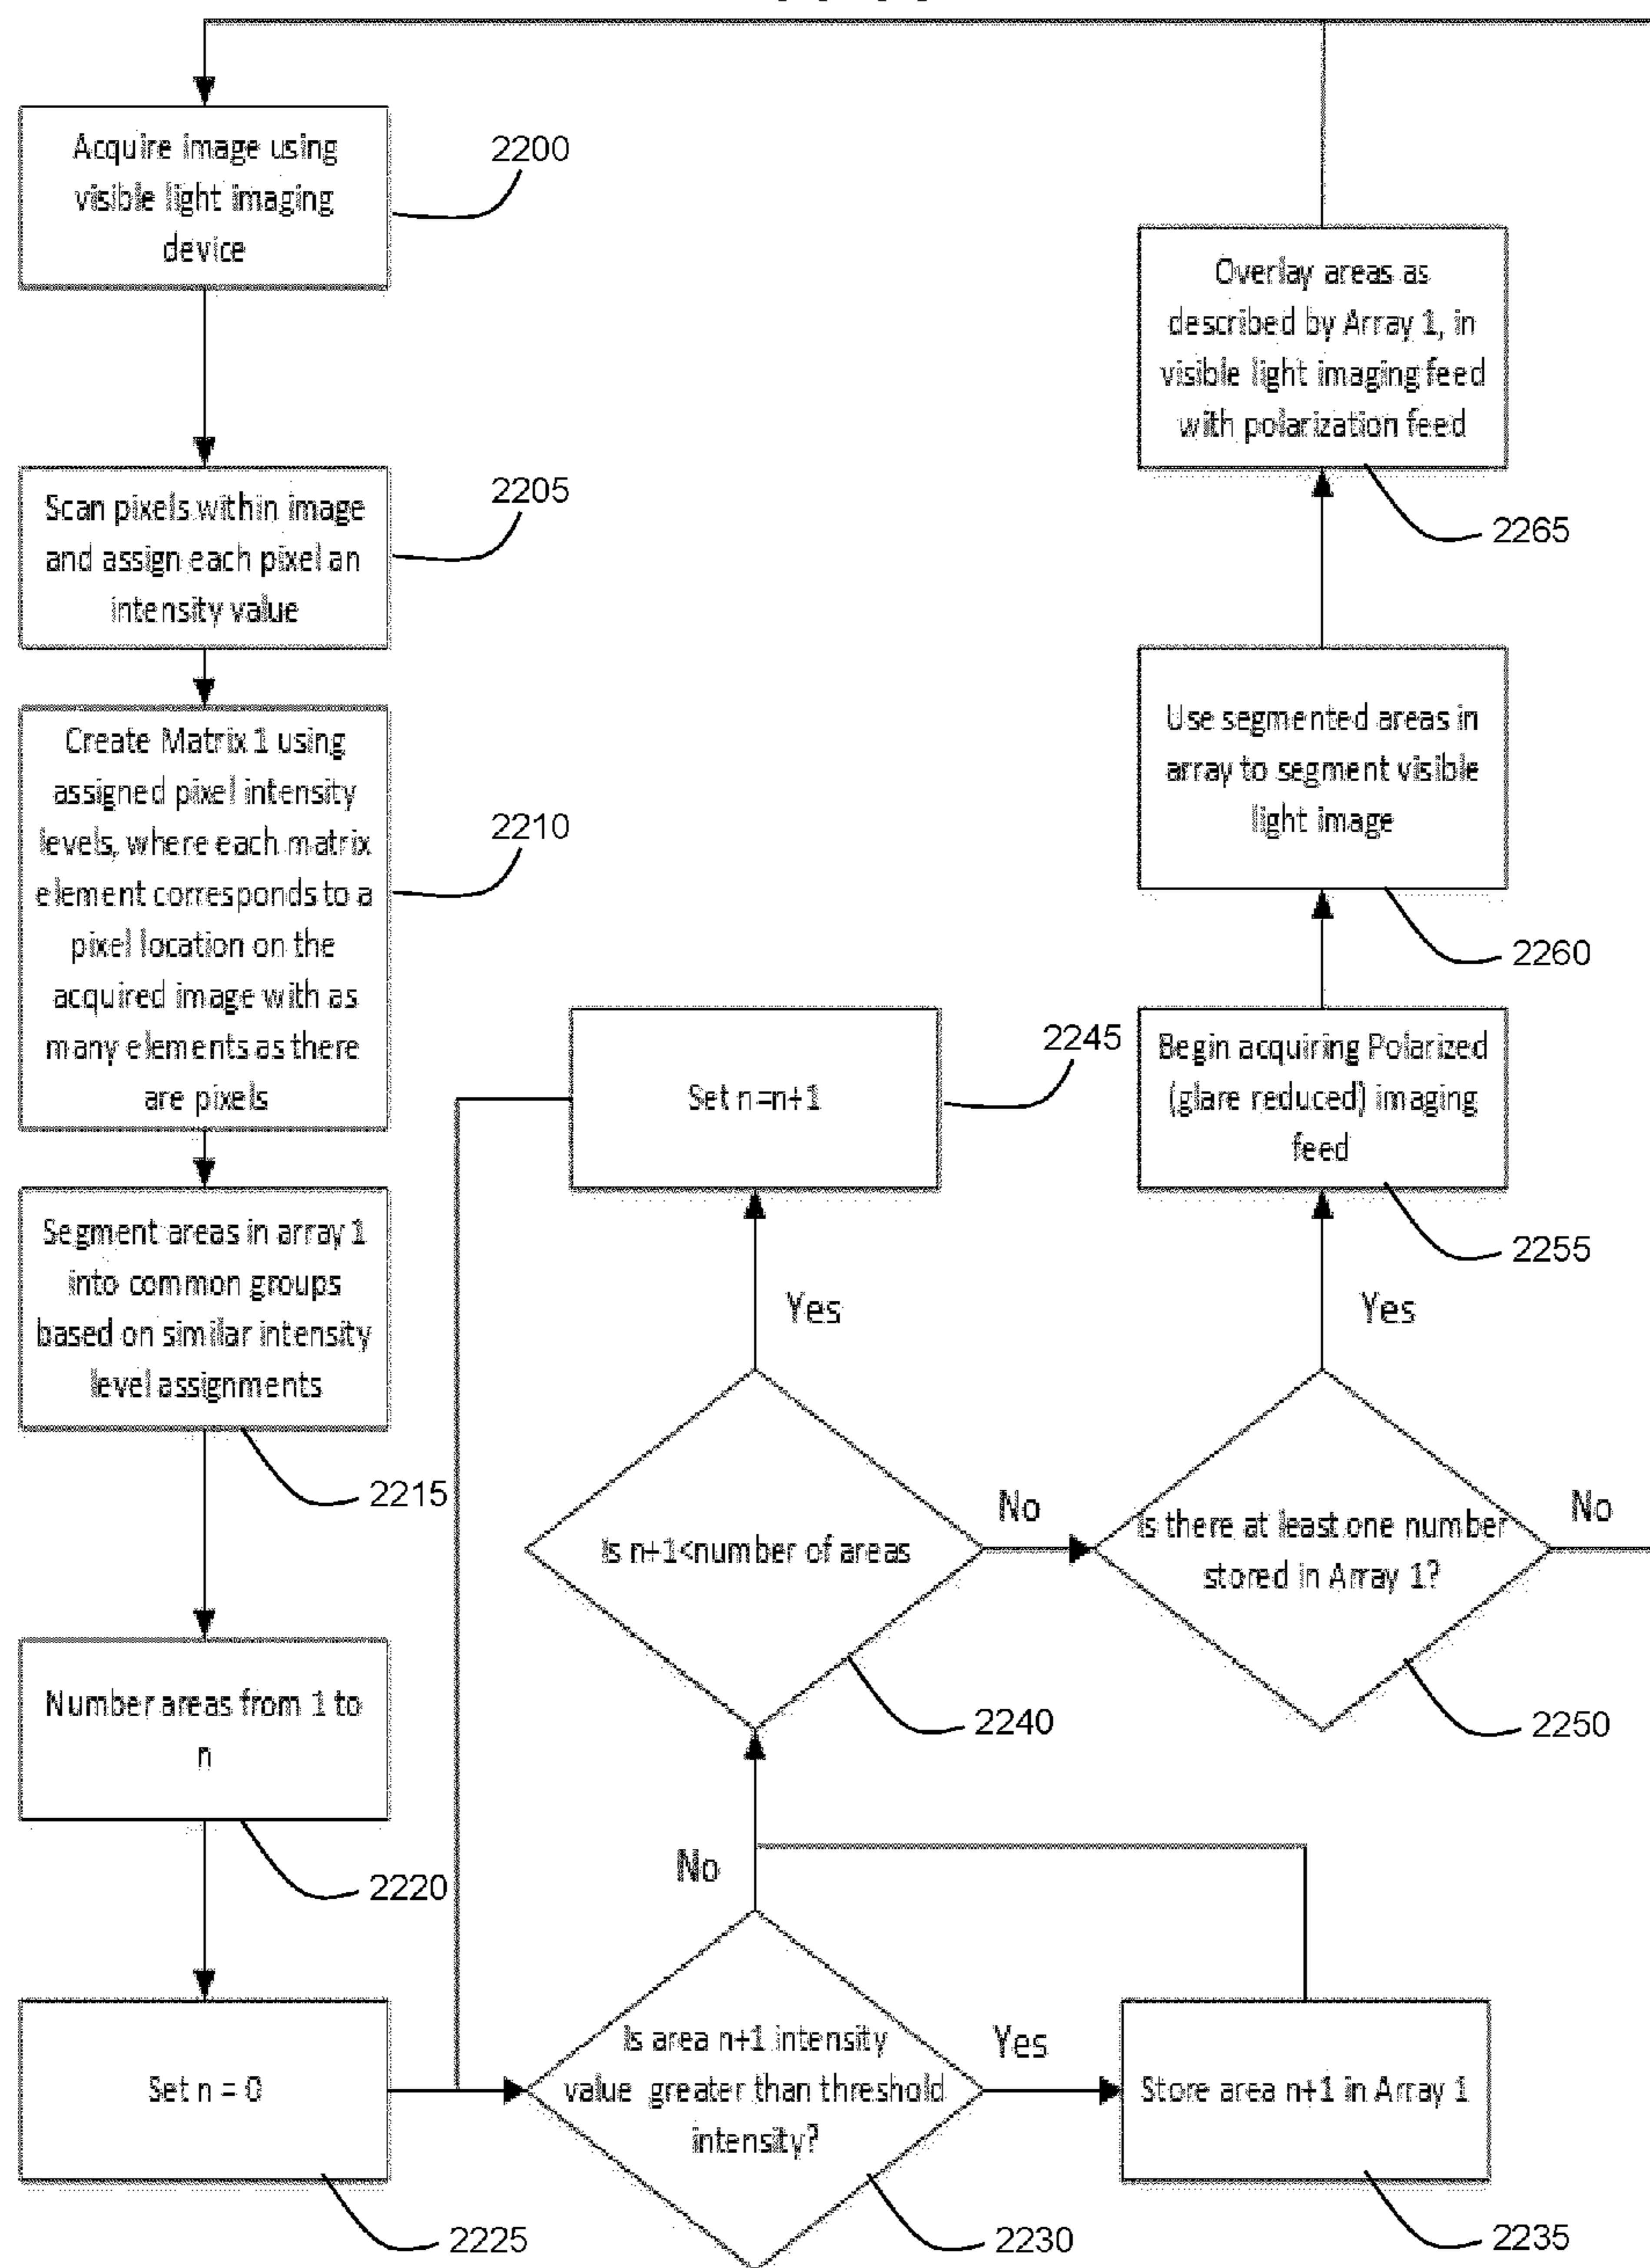 Acquire image using
visible light imaging
device
2200
Scan pixels within image
and assign each pixel an
intensity value
2205
Create Matrix 1 using
assigned pixel intensity
levels, where each matrix
element corresponds to a
pixel location on the
acquired image with as
many elements as there
are pixels
2210
Segment areas in array 1
into common groups
based on similar intensity
level assignments
2215
Number areas from 1 to
n
2220
Set n = 0
2225
Is area n+1 intensity
value greater than threshold
intensity?
2230
Yes
No
Store area n+1 in Array 1
2235
Is n+1<number of areas
2240
Yes
No
Set n=n+1
2245
Is there at least one number
stored in Array 1?
2250
Yes
No
Begin acquiring Polarized
(glare reduced) imaging
feed
2255
Use segmented areas in
array to segment visible
light image
2260
Overlay areas as
described by Array 1, in
visible light imaging feed
with polarization feed
2265